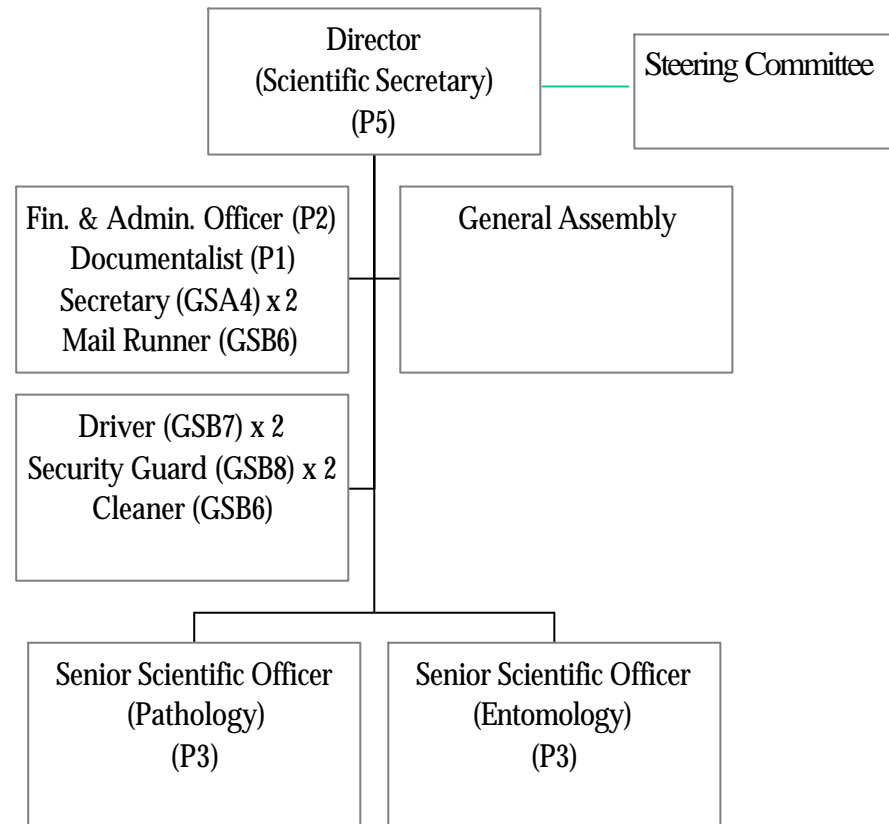 Director
(Scientific Secretary)
(P5)
Steering Committee
Fin. & Admin. Officer (P2)
Documentalist (P1)
Secretary (GSA4) x 2
Mail Runner (GSB6)
General Assembly
Driver (GSB7) x 2
Security Guard (GSB8) x 2
Cleaner (GSB6)
Senior Scientific Officer
(Pathology)
(P3)
Senior Scientific Officer
(Entomology)
(P3)